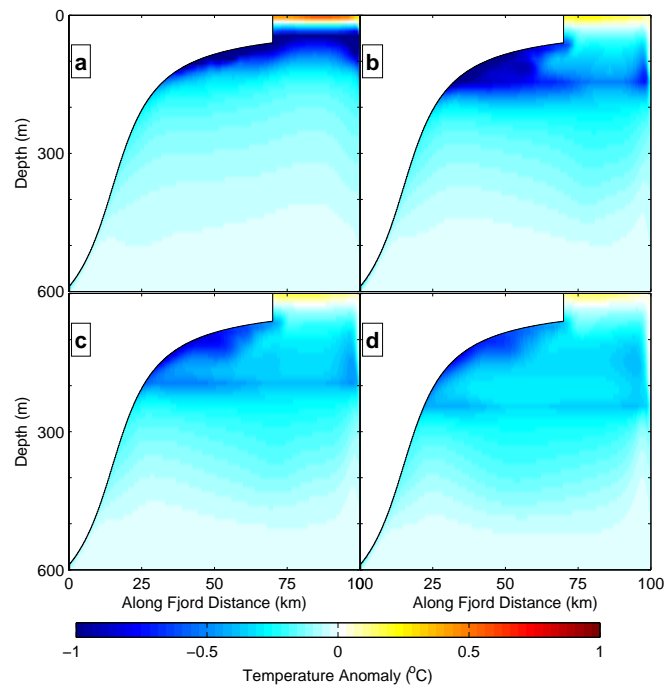 0
a
b
Depth (m)
300
600
c
d
Depth (m)
300
600
0 25 50 75 100 25 50 75 100
Along Fjord Distance (km) Along Fjord Distance (km)
−1 −0.5 0 0.5 1
Temperature Anomaly (°C)